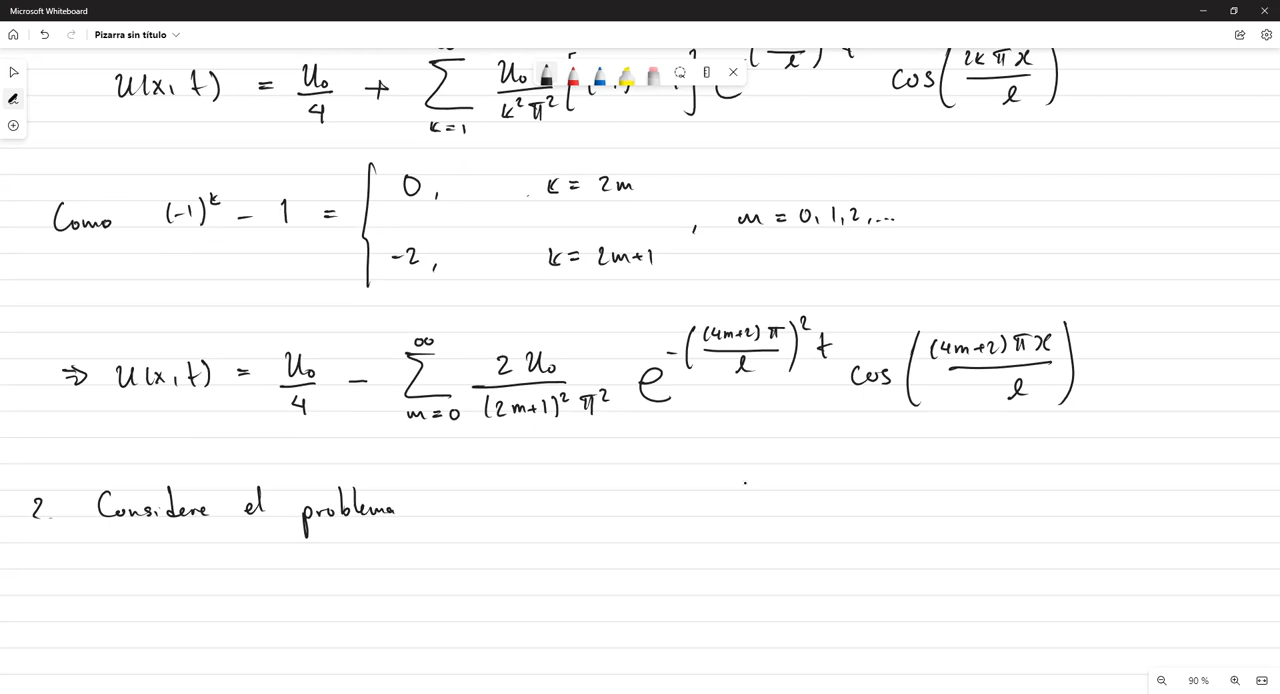 Microsoft Whiteboard
Pizarra sin título
U(x, t) = U₀/4 + ∑_{k=1}^{∞} U₀/(k²π²) [ ] e cos(2kπx/l)
Como (-1)^k - 1 = { 0, k = 2m
-2, k = 2m+1 , m = 0, 1, 2, ...
⇒ U(x, t) = U₀/4 - ∑_{m=0}^{∞} 2U₀/((2m+1)²π²) e^{-((4m+2)π/l)² t} cos((4m+2)πx/l)
2. Considere el problema
90 %